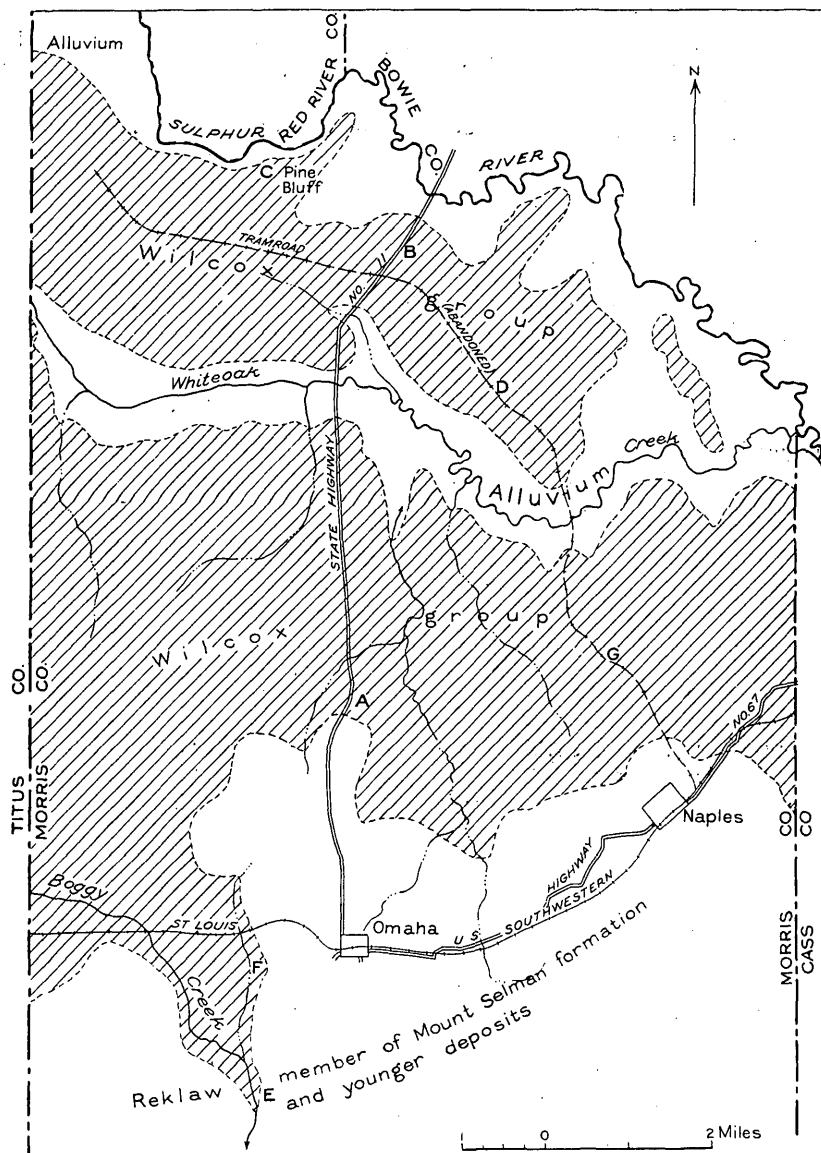 Alluvium
CO.
SULPHUR RED RIVER
BOWIE CO.
RIVER
N
C Pine
Bluff
TRAMROAD
B
Wilcox
NO. 11
group
(ABANDONED)
D
Whiteoak
Creek
Alluvium
STATE HIGHWAY
Wilcox
group
G
A
NO. 67
TITUS CO.
MORRIS CO.
Naples
CO.
CO
HIGHWAY
Boggy
ST LOUIS
SOUTHWESTERN
U S
Omaha
F
Creek
MORRIS
CASS
E
Reklaw member of Mount Selman formation
and younger deposits
0
2 Miles